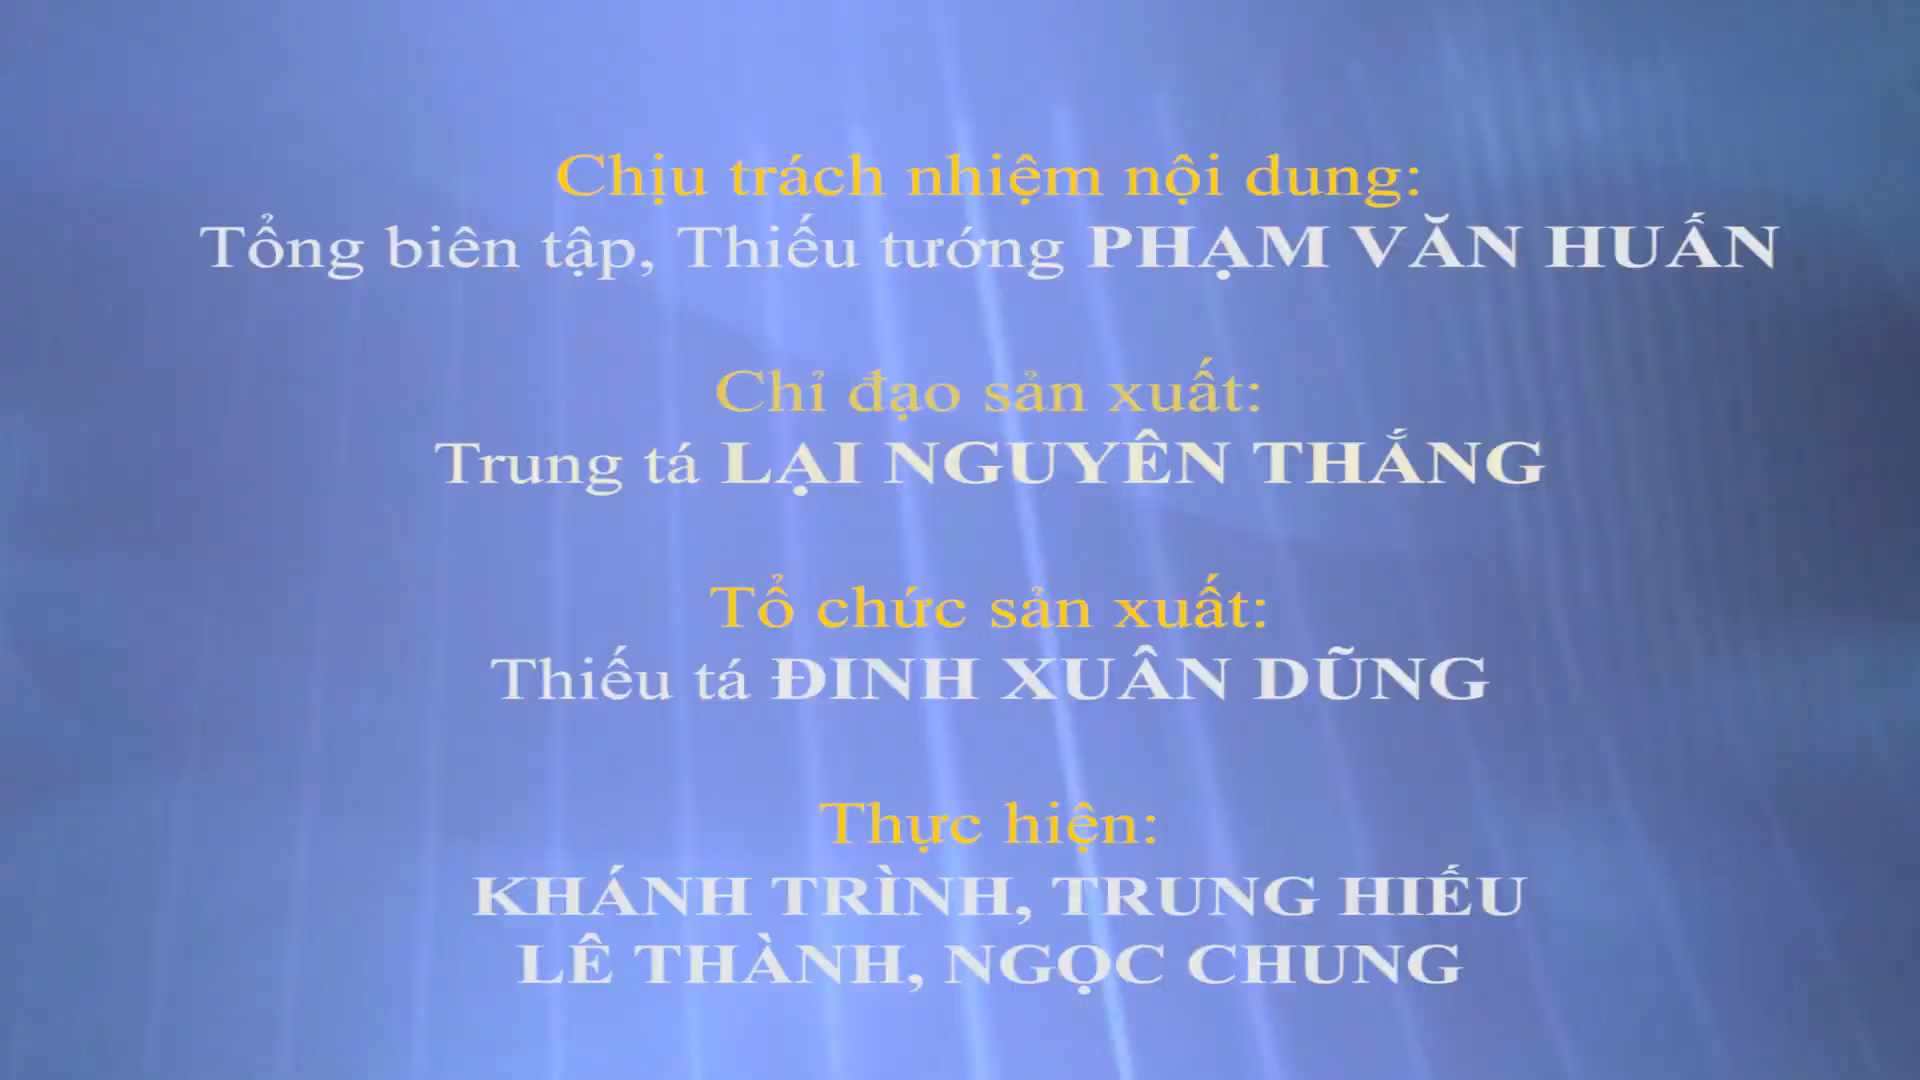 Chịu trách nhiệm nội dung:
Tổng biên tập, Thiếu tướng PHẠM VĂN HUẤN
Chỉ đạo sản xuất:
Trung tá LẠI NGUYÊN THẮNG
Tổ chức sản xuất:
Thiếu tá ĐINH XUÂN DŨNG
Thực hiện:
KHÁNH TRÌNH, TRUNG HIẾU
LÊ THÀNH, NGỌC CHUNG